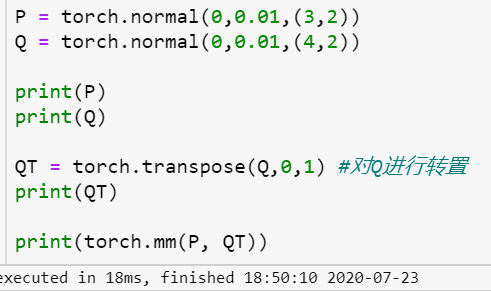 P = torch.normal(0,0.01,(3,2))
Q = torch.normal(0,0.01,(4,2))
print(P)
print(Q)
QT = torch.transpose(Q,0,1) #对Q进行转置
print(QT)
print(torch.mm(P, QT))
executed in 18ms, finished 18:50:10 2020-07-23